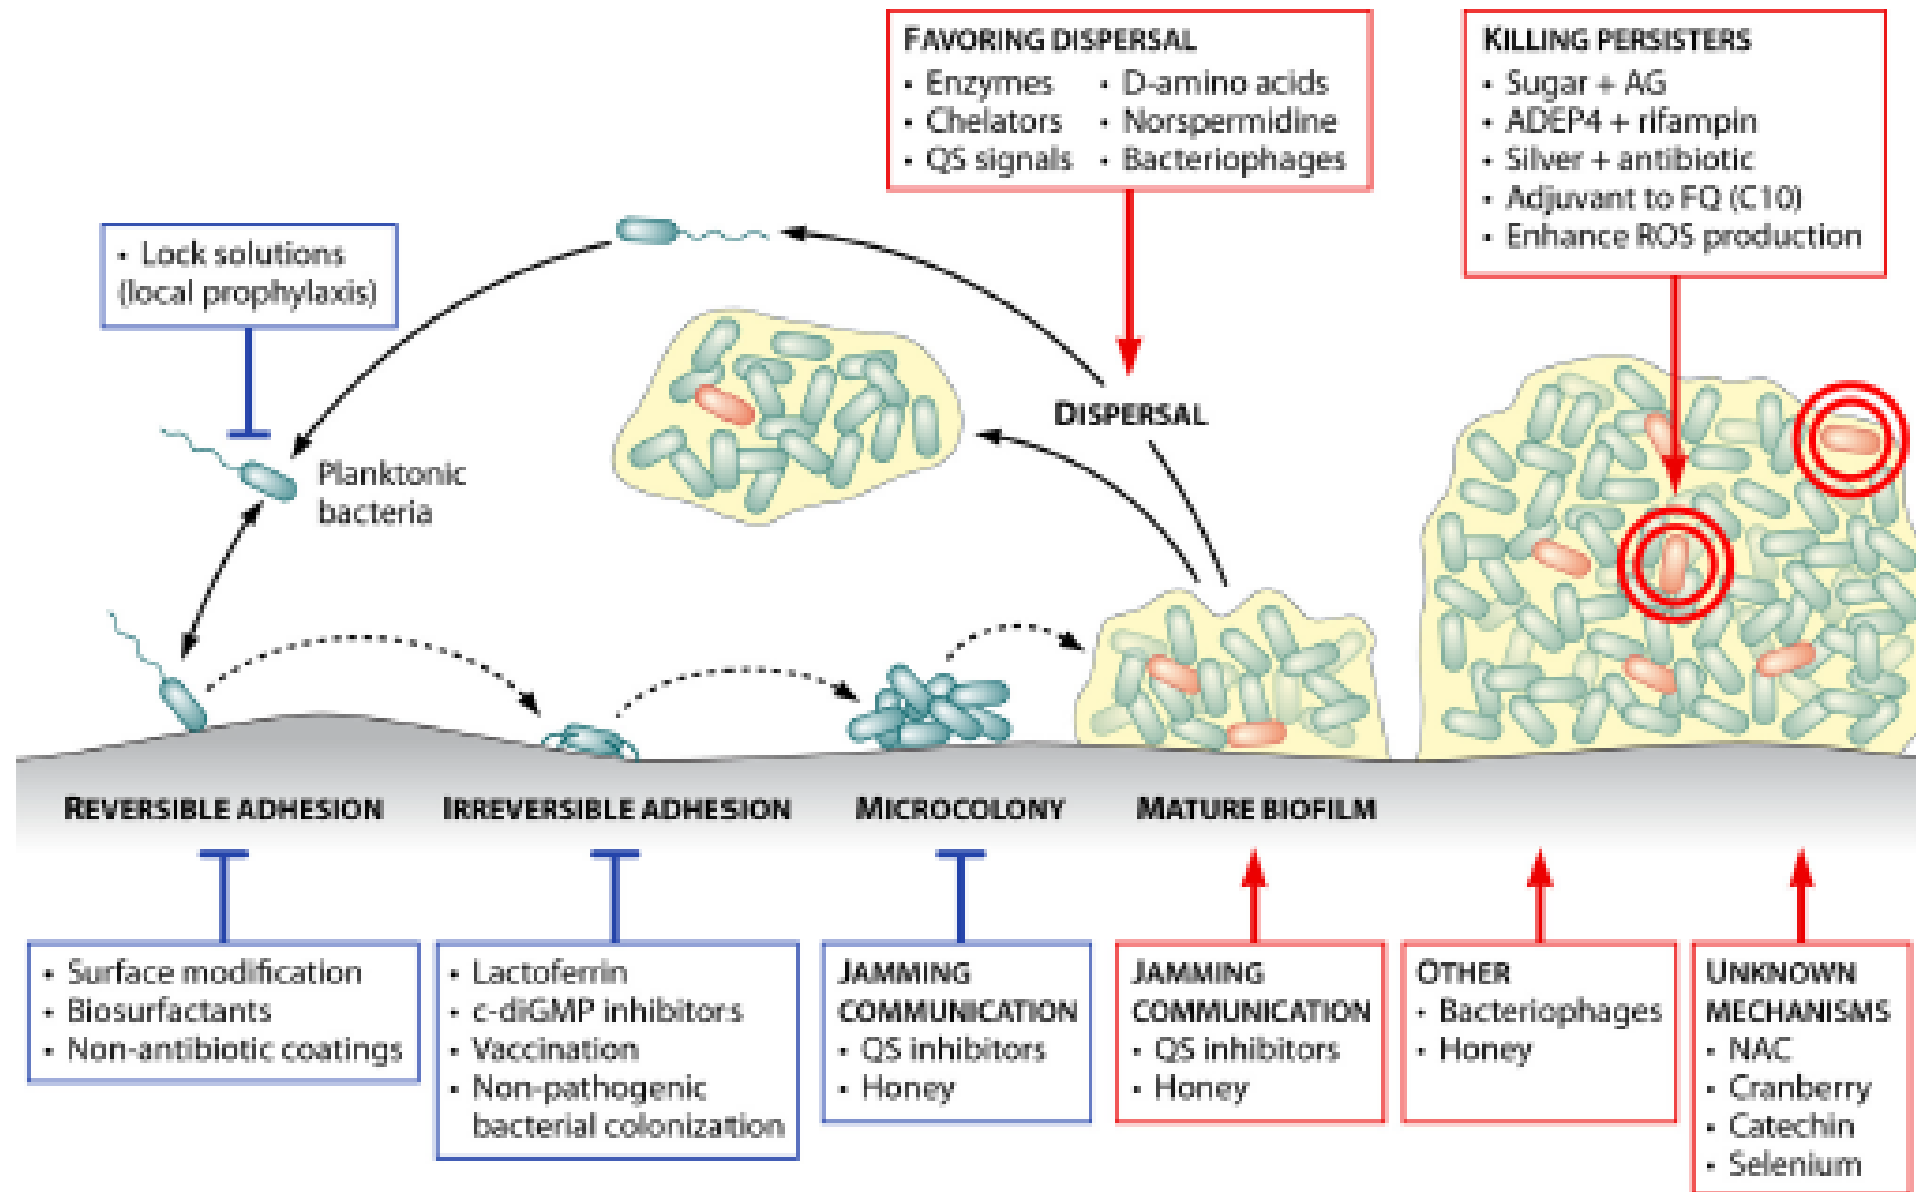 FAVORING DISPERSAL
• Enzymes • D-amino acids
• Chelators • Norspermidine
• QS signals • Bacteriophages
KILLING PERSISTERS
• Sugar + AG
• ADEP4 + rifampin
• Silver + antibiotic
• Adjuvant to FQ (C10)
• Enhance ROS production
• Lock solutions
(local prophylaxis)
DISPERSAL
Planktonic
bacteria
REVERSIBLE ADHESION
IRREVERSIBLE ADHESION
MICROCOLONY
MATURE BIOFILM
• Surface modification
• Biosurfactants
• Non-antibiotic coatings
• Lactoferrin
• c-diGMP inhibitors
• Vaccination
• Non-pathogenic
bacterial colonization
JAMMING
COMMUNICATION
• QS inhibitors
• Honey
JAMMING
COMMUNICATION
• QS inhibitors
• Honey
OTHER
• Bacteriophages
• Honey
UNKNOWN
MECHANISMS
• NAC
• Cranberry
• Catechin
• Selenium